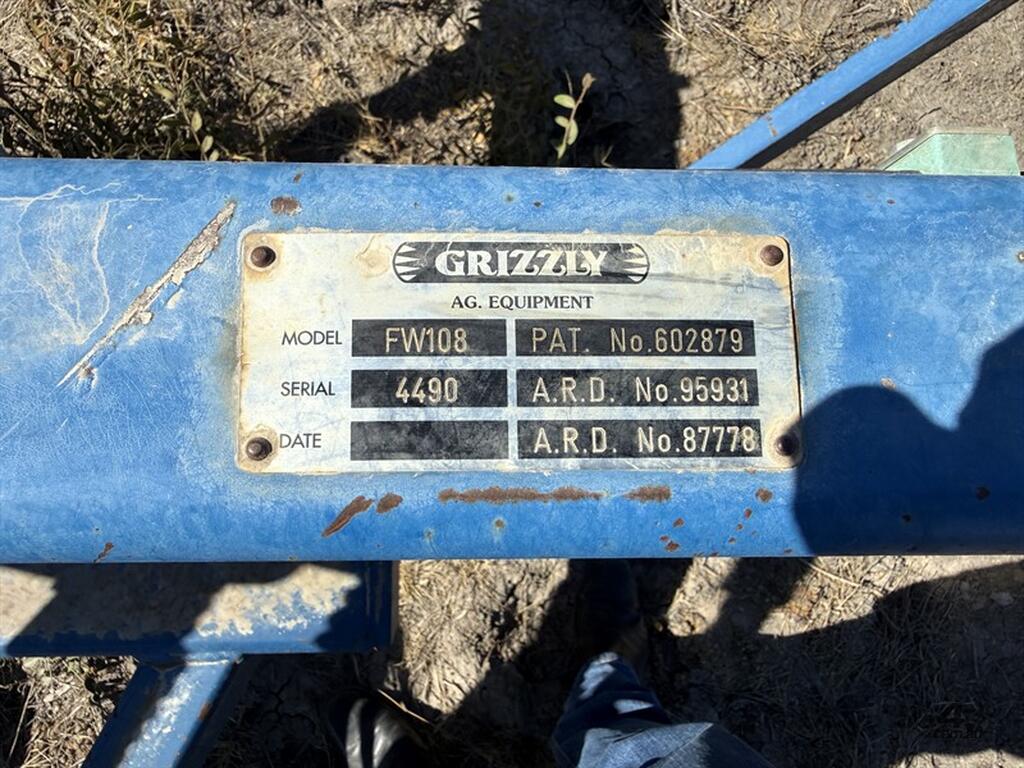 GRIZZLY
AG. EQUIPMENT
MODEL FW108 PAT. No.602879
SERIAL 4490 A.R.D. No.95931
DATE A.R.D. No.87778